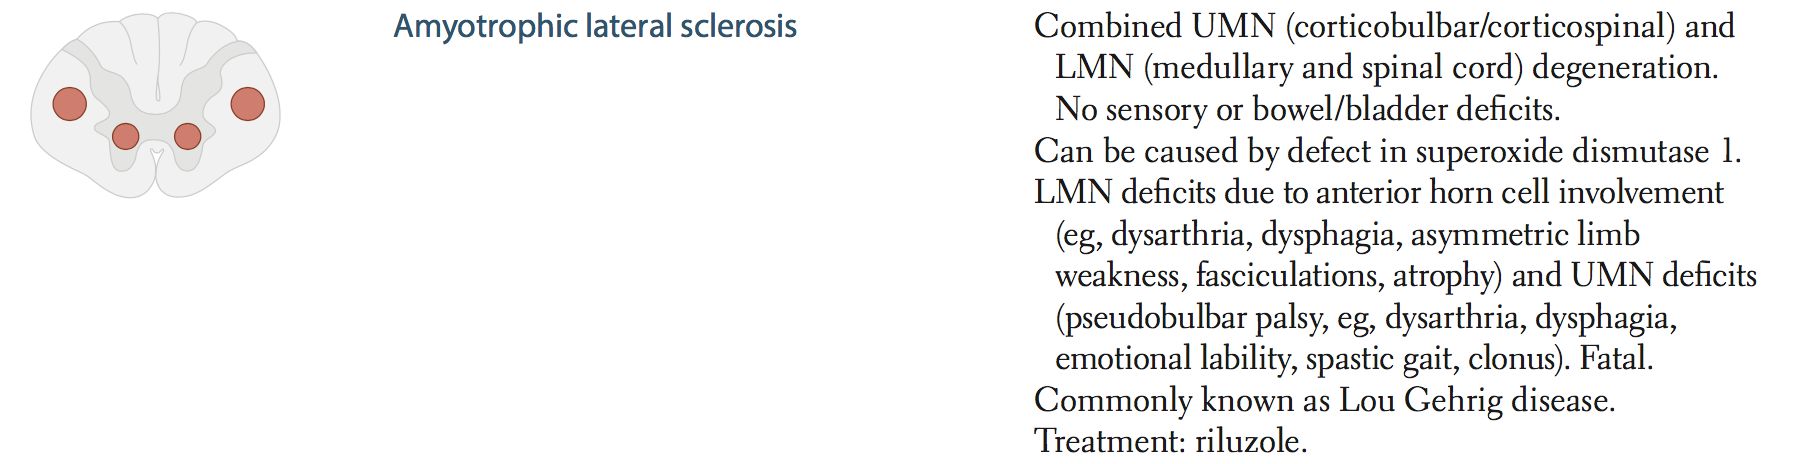 Amyotrophic lateral sclerosis
Combined UMN (corticobulbar/corticospinal) and
LMN (medullary and spinal cord) degeneration.
No sensory or bowel/bladder deficits.
Can be caused by defect in superoxide dismutase 1.
LMN deficits due to anterior horn cell involvement
(eg, dysarthria, dysphagia, asymmetric limb
weakness, fasciculations, atrophy) and UMN deficits
(pseudobulbar palsy, eg, dysarthria, dysphagia,
emotional lability, spastic gait, clonus). Fatal.
Commonly known as Lou Gehrig disease.
Treatment: riluzole.